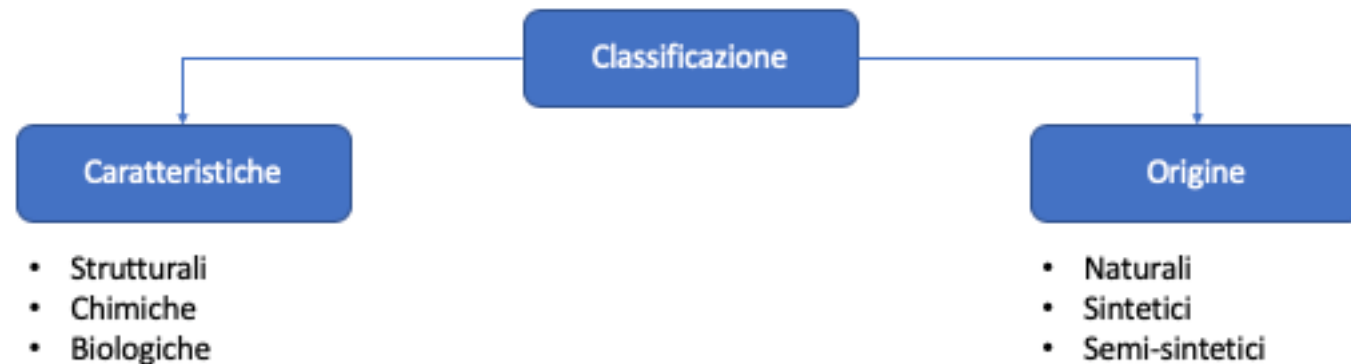 Classificazione
Caratteristiche
• Strutturali
• Chimiche
• Biologiche
Origine
• Naturali
• Sintetici
• Semi-sintetici